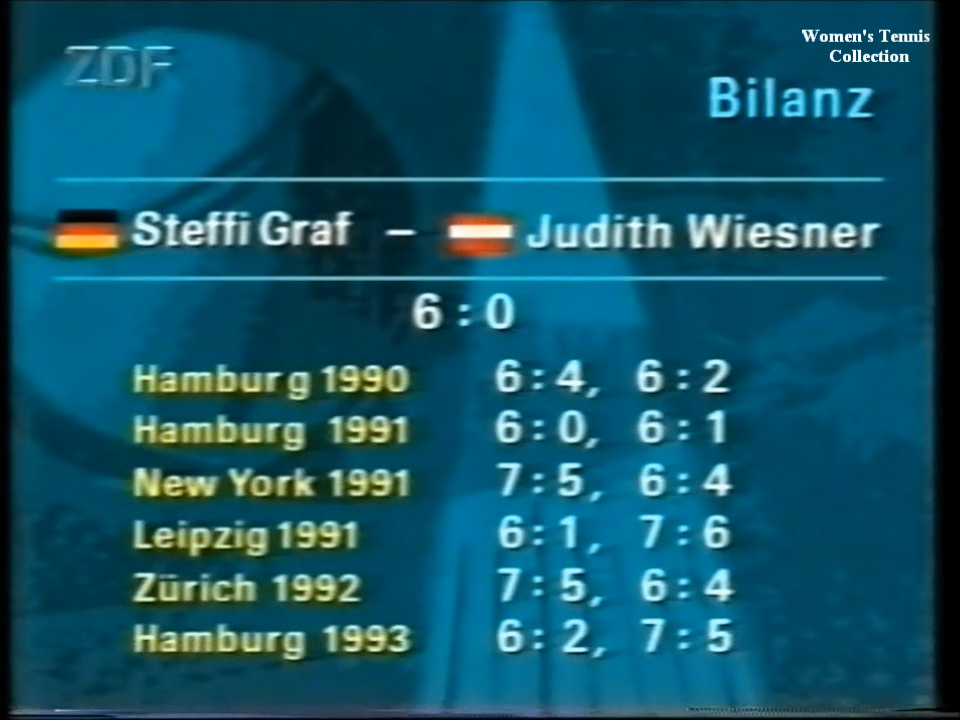 ZDF
Women's Tennis
Collection
Bilanz
Steffi Graf – Judith Wiesner
6 : 0
Hamburg 1990 6 : 4, 6 : 2
Hamburg 1991 6 : 0, 6 : 1
New York 1991 7 : 5, 6 : 4
Leipzig 1991 6 : 1, 7 : 6
Zürich 1992 7 : 5, 6 : 4
Hamburg 1993 6 : 2, 7 : 5